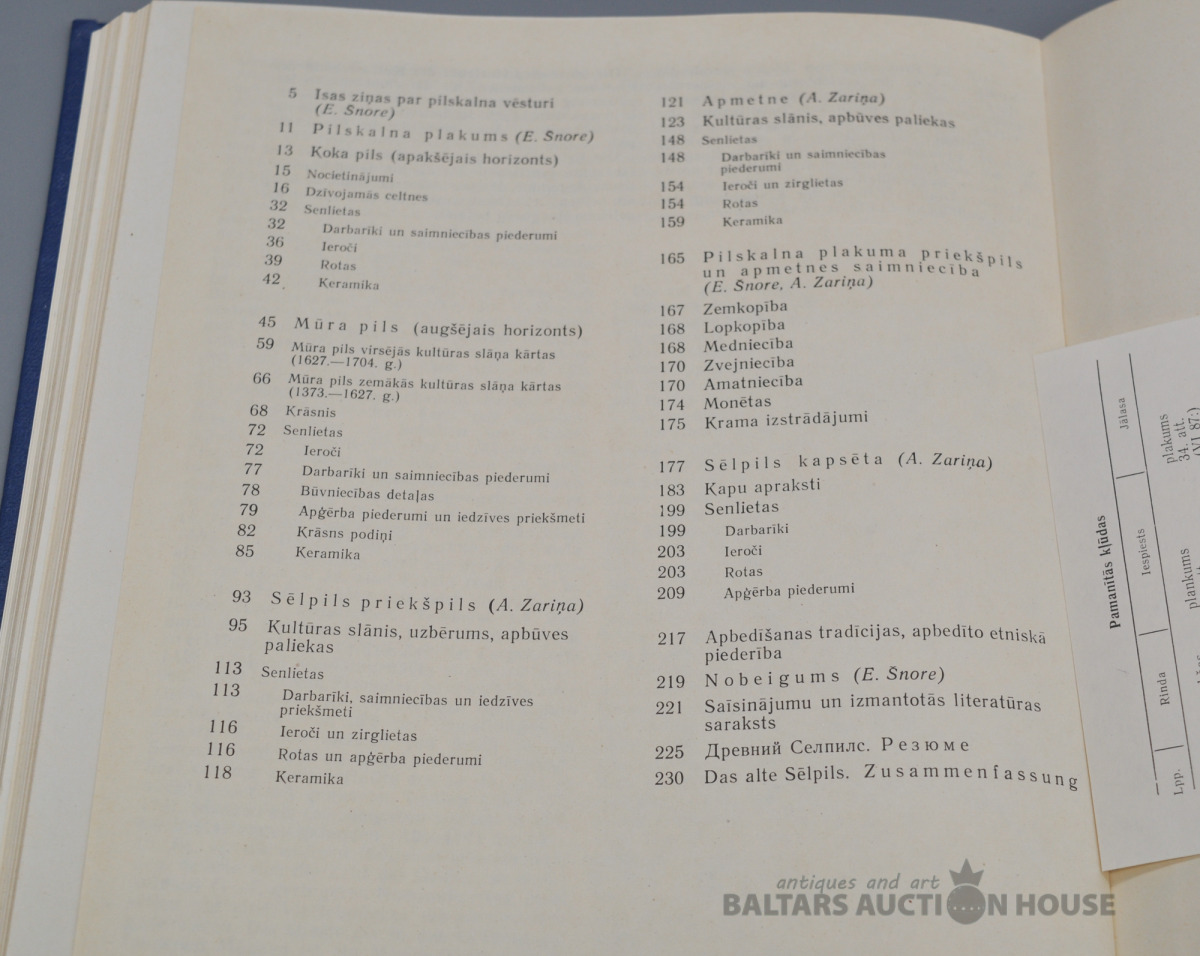 5 Īsas ziņas par pilskalna vēsturi
(E. Šnore)
11 Pilskalna plakums (E. Šnore)
13 Koka pils (apakšējais horizonts)
15 Nocietinājumi
16 Dzīvojamās celtnes
32 Senlietas
32 Darbarīki un saimniecības piederumi
36 Ieroči
39 Rotas
42 Keramika
45 Mūra pils (augšējais horizonts)
59 Mūra pils virsējās kultūras slāņa kārtas
(1627.—1704. g.)
66 Mūra pils zemākās kultūras slāņa kārtas
(1373.—1627. g.)
68 Krāsnis
72 Senlietas
72 Ieroči
77 Darbarīki un saimniecības piederumi
78 Būvniecības detaļas
79 Apģērba piederumi un iedzīves priekšmeti
82 Krāsns podiņi
85 Keramika
93 Sēlpils priekšpils (A. Zariņa)
95 Kultūras slānis, uzbērums, apbūves
paliekas
113 Senlietas
113 Darbarīki, saimniecības un iedzīves
priekšmeti
116 Ieroči un zirglietas
116 Rotas un apģērba piederumi
118 Keramika
121 Apmetne (A. Zariņa)
123 Kultūras slānis, apbūves paliekas
148 Senlietas
148 Darbarīki un saimniecības
piederumi
154 Ieroči un zirglietas
154 Rotas
159 Keramika
165 Pilskalna plakuma priekšpils
un apmetnes saimniecība
(E. Šnore, A. Zariņa)
167 Zemkopība
168 Lopkopība
168 Medniecība
170 Zvejniecība
170 Amatniecība
174 Monētas
175 Krama izstrādājumi
177 Sēlpils kapsēta (A. Zariņa)
183 Kapu apraksti
199 Senlietas
199 Darbarīki
203 Ieroči
203 Rotas
209 Apģērba piederumi
217 Apbedīšanas tradīcijas, apbedīto etniskā
piederība
219 Nobeigums (E. Šnore)
221 Saīsinājumu un izmantotās literatūras
saraksts
225 Древний Селпилс. Резюме
230 Das alte Sēlpils. Zusammenfassung
Pamanītās kļūdas
Lpp. Rinda Iespiests Jālasa
plankums
plakums
34. att.
(VI 87:)
antiques and art
BALTARS AUCTION HOUSE